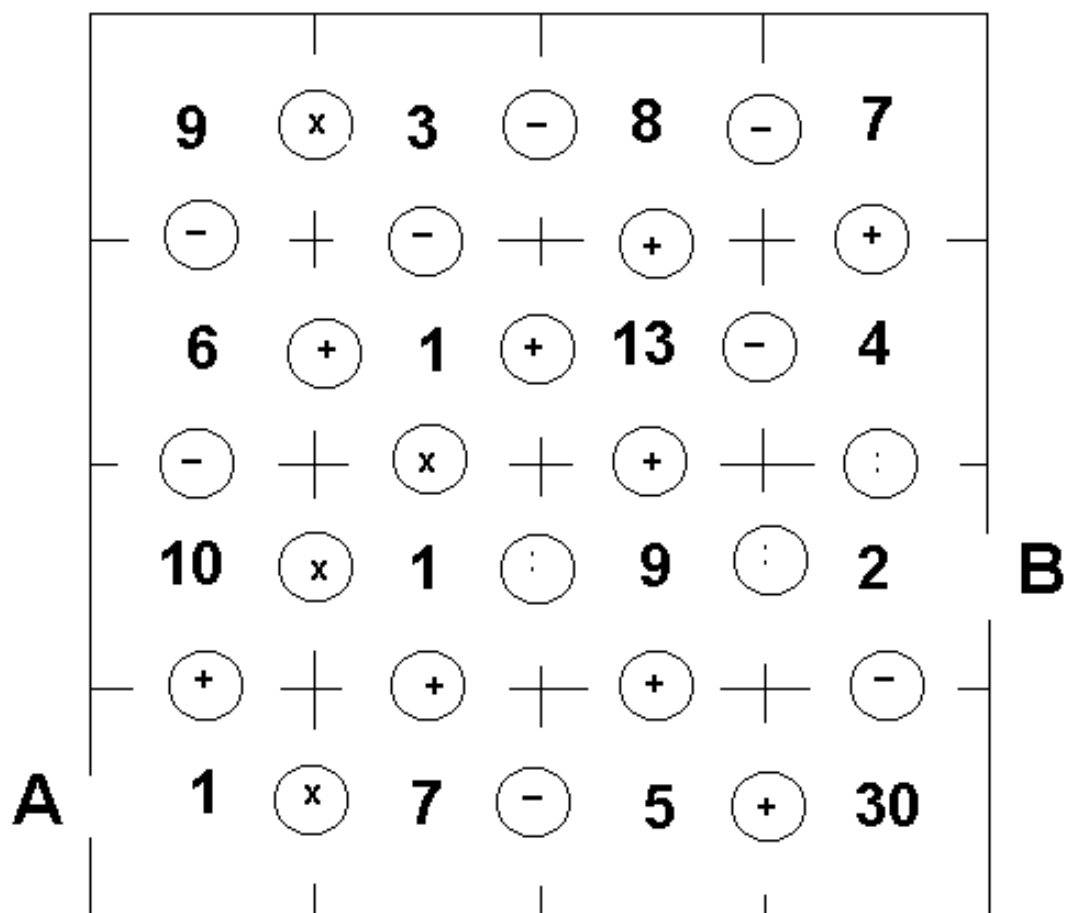 9 x 3 - 8 - 7
- - + +
6 + 1 + 13 - 4
- x + :
10 x 1 : 9 : 2 B
+ + + -
A 1 x 7 - 5 + 30